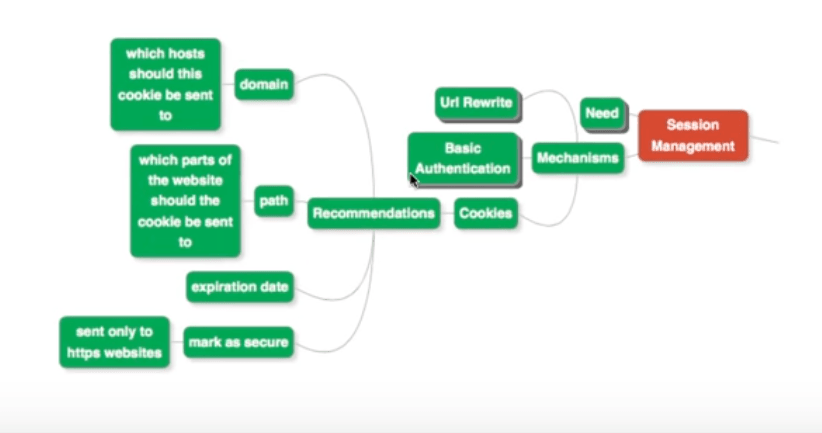 which hosts
should this
cookie be sent
to
domain
Url Rewrite
Need
Session
Management
Basic
Authentication
Mechanisms
which parts of
the website
should the
cookie be sent
to
path
Recommendations
Cookies
expiration date
sent only to
https websites
mark as secure